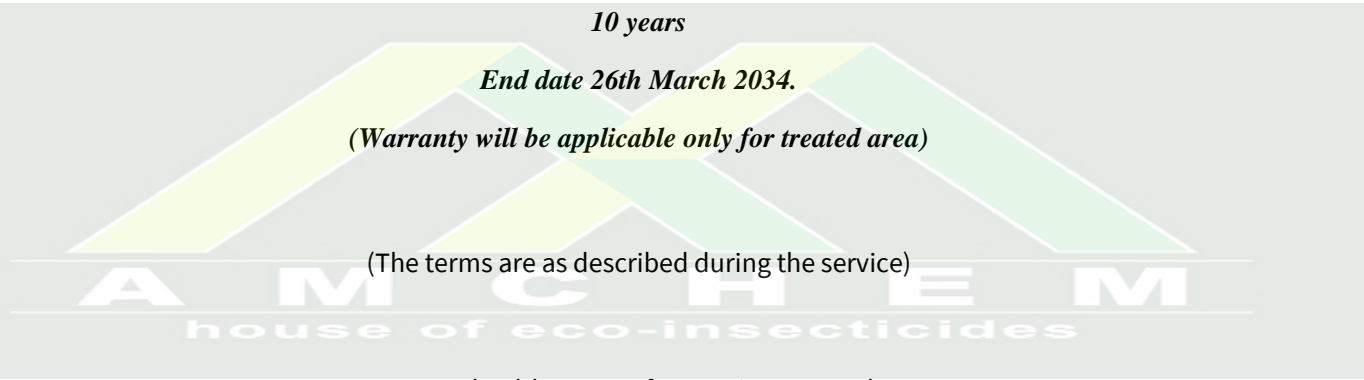 10 years
End date 26th March 2034.
(Warranty will be applicable only for treated area)
(The terms are as described during the service)
AMCHEM
house of eco-insecticides